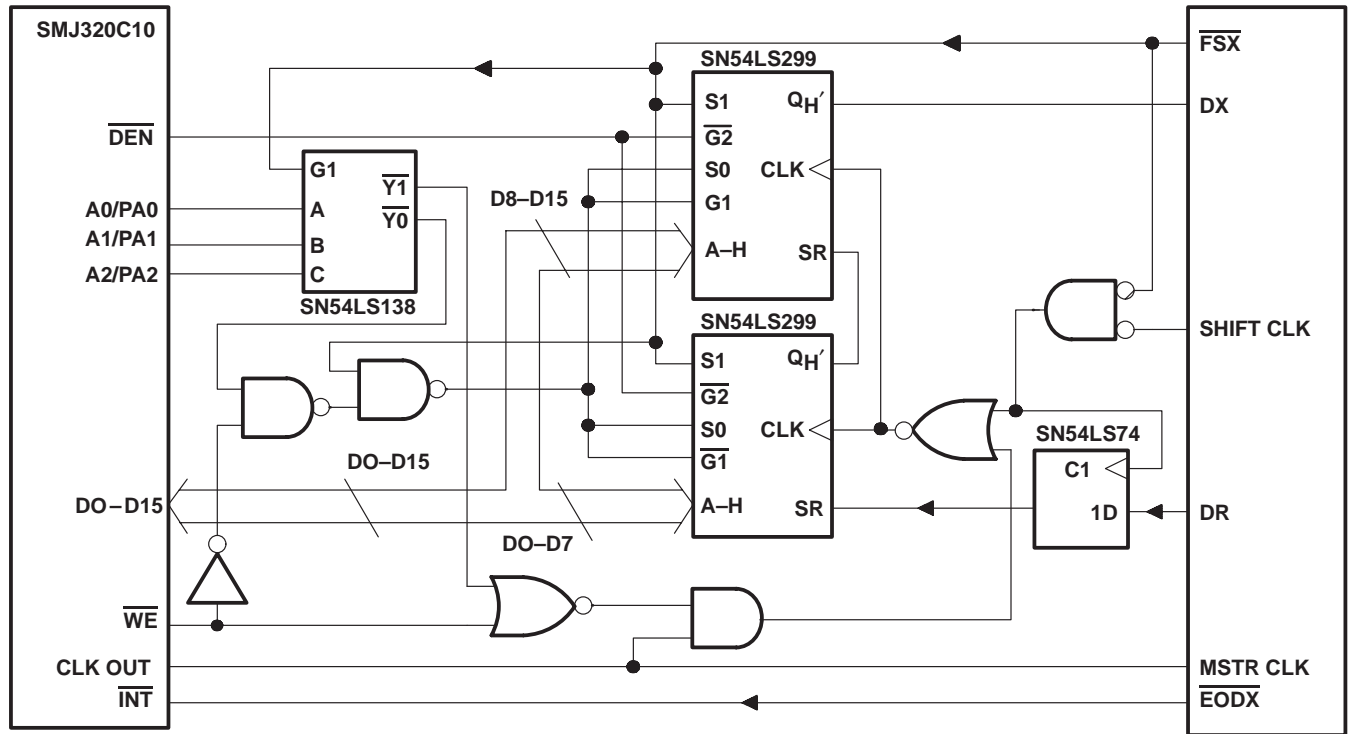 SMJ320C10
DEN
A0/PA0
A1/PA1
A2/PA2
DO–D15
WE
CLK OUT
INT
G1
A
B
C
Y1
Y0
SN54LS138
D8–D15
DO–D15
DO–D7
SN54LS299
S1
G2
S0
G1
A–H
QH′
CLK
SR
SN54LS299
S1
G2
S0
G1
A–H
QH′
CLK
SR
SN54LS74
C1
1D
FSX
DX
SHIFT CLK
DR
MSTR CLK
EODX